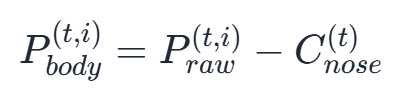 $P_{body}^{(t,i)} = P_{raw}^{(t,i)} - C_{nose}^{(t)}$